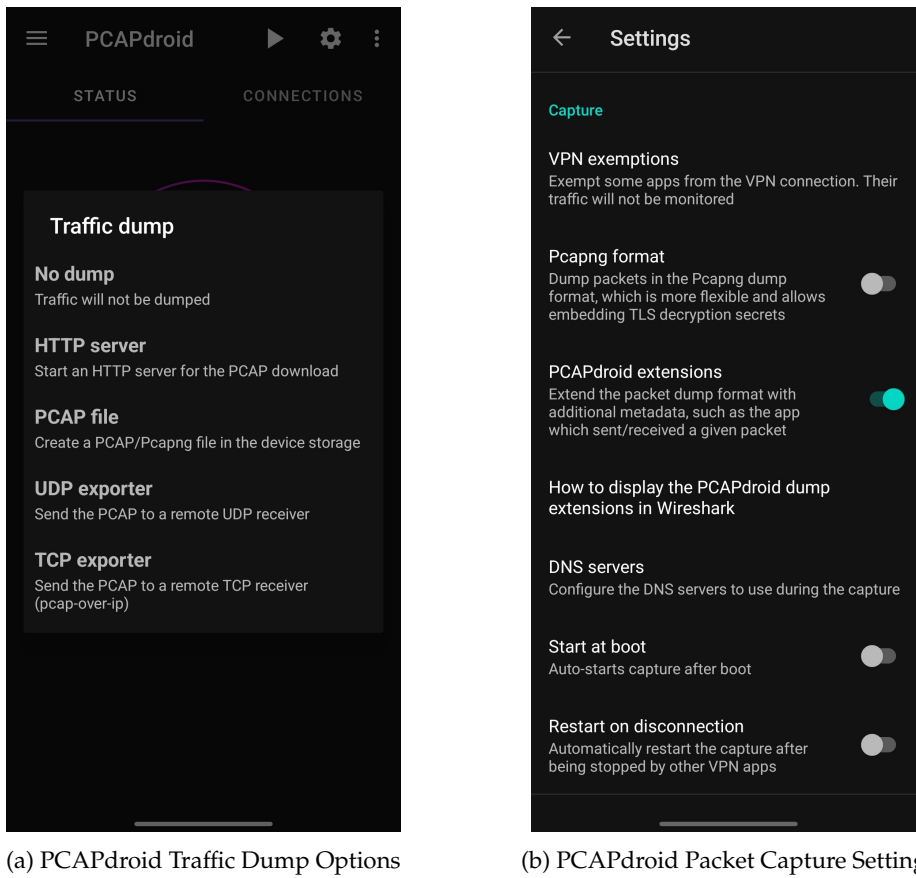 PCAPdroid
STATUS
CONNECTIONS
Traffic dump
No dump
Traffic will not be dumped
HTTP server
Start an HTTP server for the PCAP download
PCAP file
Create a PCAP/Pcapng file in the device storage
UDP exporter
Send the PCAP to a remote UDP receiver
TCP exporter
Send the PCAP to a remote TCP receiver
(pcap-over-ip)
(a) PCAPdroid Traffic Dump Options
Settings
Capture
VPN exemptions
Exempt some apps from the VPN connection. Their
traffic will not be monitored
Pcapng format
Dump packets in the Pcapng dump
format, which is more flexible and allows
embedding TLS decryption secrets
PCAPdroid extensions
Extend the packet dump format with
additional metadata, such as the app
which sent/received a given packet
How to display the PCAPdroid dump
extensions in Wireshark
DNS servers
Configure the DNS servers to use during the capture
Start at boot
Auto-starts capture after boot
Restart on disconnection
Automatically restart the capture after
being stopped by other VPN apps
(b) PCAPdroid Packet Capture